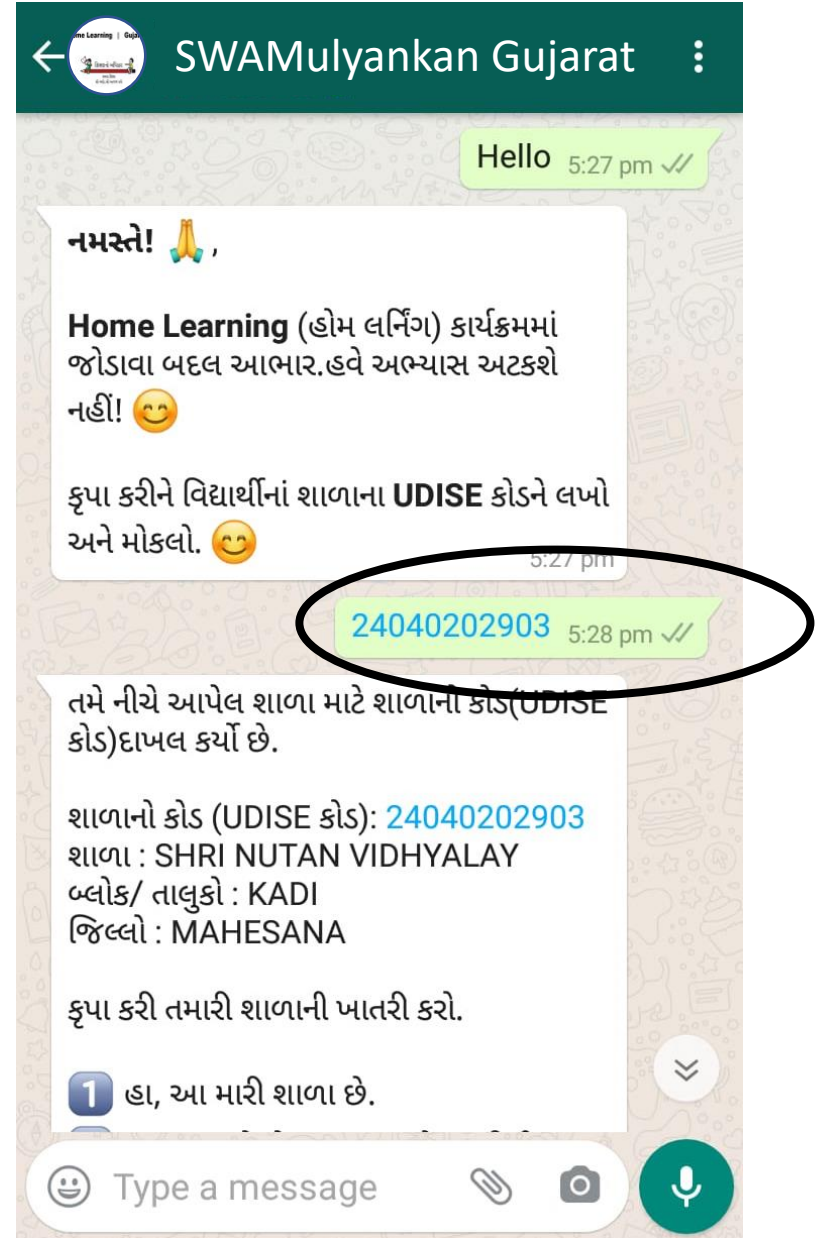 SWAMulyankan Gujarat
Hello 5:27 pm
નમસ્તે! 🙏,
Home Learning (હોમ લર્નિંગ) કાર્યક્રમમાં
જોડાવા બદલ આભાર.હવે અભ્યાસ અટકશે
નહીં! 😊
કૃપા કરીને વિદ્યાર્થીનાં શાળાના UDISE કોડને લખો
અને મોકલો. 😊
5:27 pm
24040202903 5:28 pm
તમે નીચે આપેલ શાળા માટે શાળાની કોડ(UDISE
કોડ)દાખલ કર્યો છે.
શાળાનો કોડ (UDISE કોડ): 24040202903
શાળા : SHRI NUTAN VIDHYALAY
બ્લોક/ તાલુકો : KADI
જિલ્લો : MAHESANA
કૃપા કરી તમારી શાળાની ખાતરી કરો.
1 હા, આ મારી શાળા છે.
Type a message